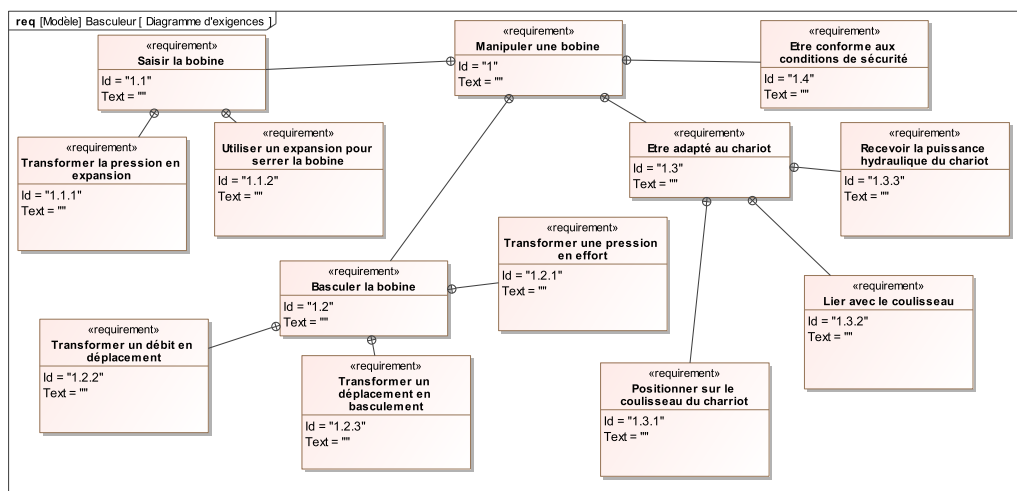 req [Modèle] Basculeur [ Diagramme d'exigences ]
«requirement»
Saisir la bobine
Id = "1.1"
Text = ""
«requirement»
Manipuler une bobine
Id = "1"
Text = ""
«requirement»
Etre conforme aux
conditions de sécurité
Id = "1.4"
Text = ""
«requirement»
Transformer la pression en
expansion
Id = "1.1.1"
Text = ""
«requirement»
Utiliser un expansion pour
serrer la bobine
Id = "1.1.2"
Text = ""
«requirement»
Etre adapté au chariot
Id = "1.3"
Text = ""
«requirement»
Recevoir la puissance
hydraulique du chariot
Id = "1.3.3"
Text = ""
«requirement»
Transformer une pression
en effort
Id = "1.2.1"
Text = ""
«requirement»
Basculer la bobine
Id = "1.2"
Text = ""
«requirement»
Lier avec le coulisseau
Id = "1.3.2"
Text = ""
«requirement»
Transformer un débit en
déplacement
Id = "1.2.2"
Text = ""
«requirement»
Transformer un
déplacement en
basculement
Id = "1.2.3"
Text = ""
«requirement»
Positionner sur le
coulisseau du charriot
Id = "1.3.1"
Text = ""